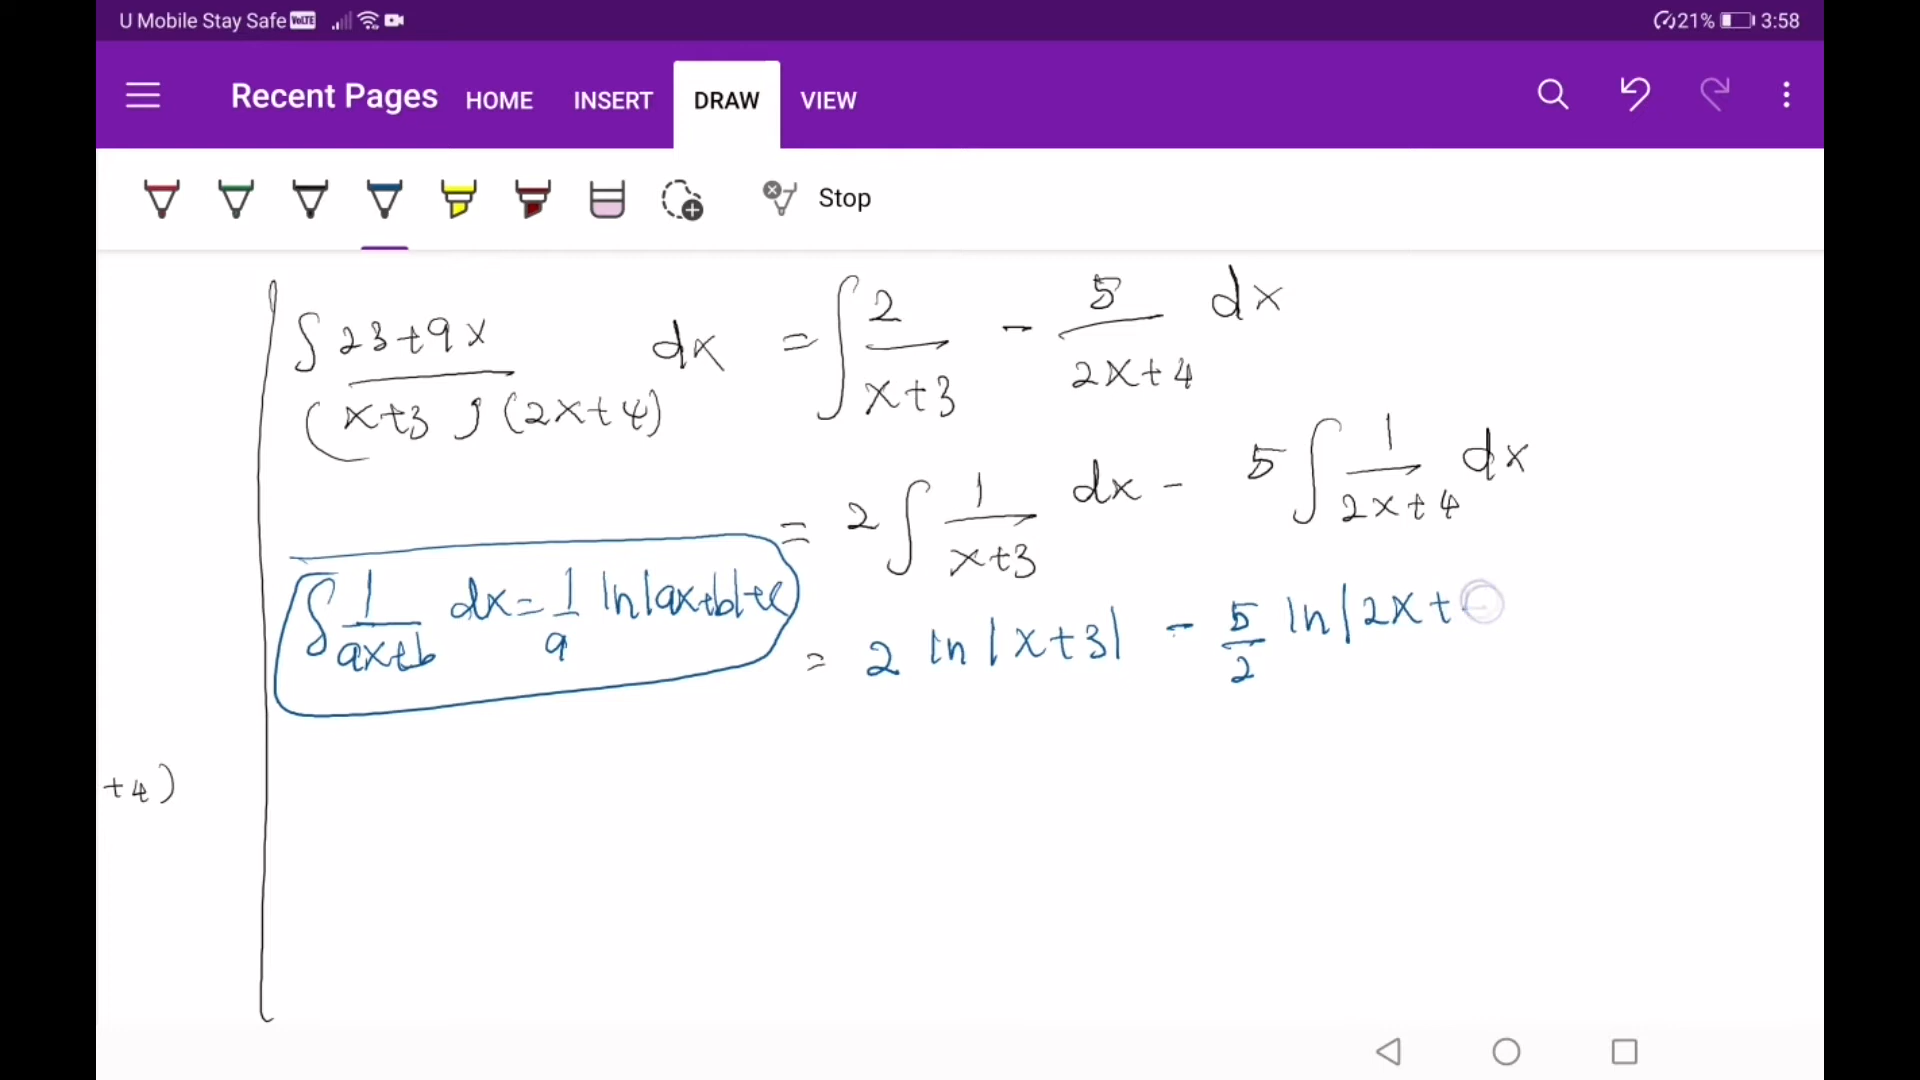 U Mobile Stay Safe VoLTE 21% 3:58
Recent Pages HOME INSERT DRAW VIEW
Stop
∫ 23+9x / (x+3)(2x+4) dx = ∫ 2/x+3 - 5/2x+4 dx
= 2 ∫ 1/x+3 dx - 5 ∫ 1/2x+4 dx
∫ 1/ax+b dx = 1/a ln|ax+b|+c
= 2 ln|x+3| - 5/2 ln|2x+
+4)